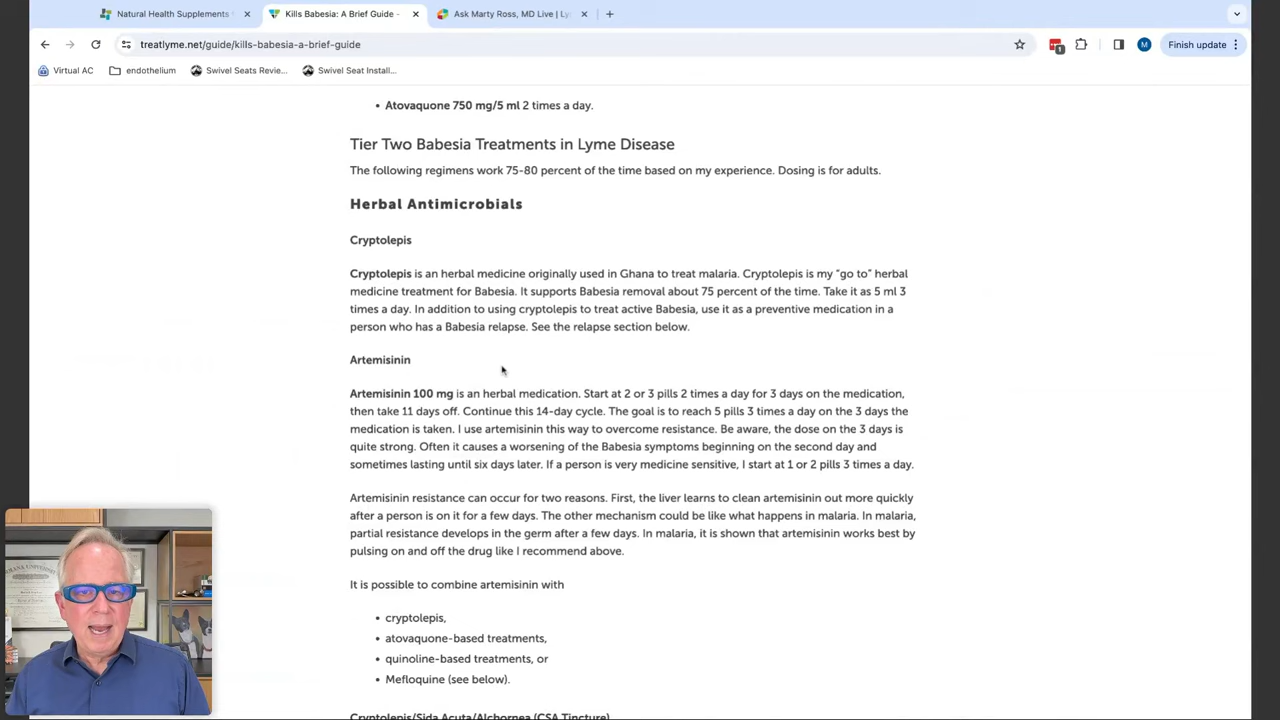 Natural Health Supplements
Kills Babesia: A Brief Guide -
Ask Marty Ross, MD Live | Ly
treatlyme.net/guide/kills-babesia-a-brief-guide
1
M
Finish update
Virtual AC
endothelium
Swivel Seats Revie...
Swivel Seat Install...
• Atovaquone 750 mg/5 ml 2 times a day.
Tier Two Babesia Treatments in Lyme Disease
The following regimens work 75-80 percent of the time based on my experience. Dosing is for adults.
Herbal Antimicrobials
Cryptolepis
Cryptolepis is an herbal medicine originally used in Ghana to treat malaria. Cryptolepis is my “go to” herbal
medicine treatment for Babesia. It supports Babesia removal about 75 percent of the time. Take it as 5 ml 3
times a day. In addition to using cryptolepis to treat active Babesia, use it as a preventive medication in a
person who has a Babesia relapse. See the relapse section below.
Artemisinin
Artemisinin 100 mg is an herbal medication. Start at 2 or 3 pills 2 times a day for 3 days on the medication,
then take 11 days off. Continue this 14-day cycle. The goal is to reach 5 pills 3 times a day on the 3 days the
medication is taken. I use artemisinin this way to overcome resistance. Be aware, the dose on the 3 days is
quite strong. Often it causes a worsening of the Babesia symptoms beginning on the second day and
sometimes lasting until six days later. If a person is very medicine sensitive, I start at 1 or 2 pills 3 times a day.
Artemisinin resistance can occur for two reasons. First, the liver learns to clean artemisinin out more quickly
after a person is on it for a few days. The other mechanism could be like what happens in malaria. In malaria,
partial resistance develops in the germ after a few days. In malaria, it is shown that artemisinin works best by
pulsing on and off the drug like I recommend above.
It is possible to combine artemisinin with
• cryptolepis,
• atovaquone-based treatments,
• quinoline-based treatments, or
• Mefloquine (see below).
Cryptolepis/Sida Acuta/Alchornea (CSA Tincture)